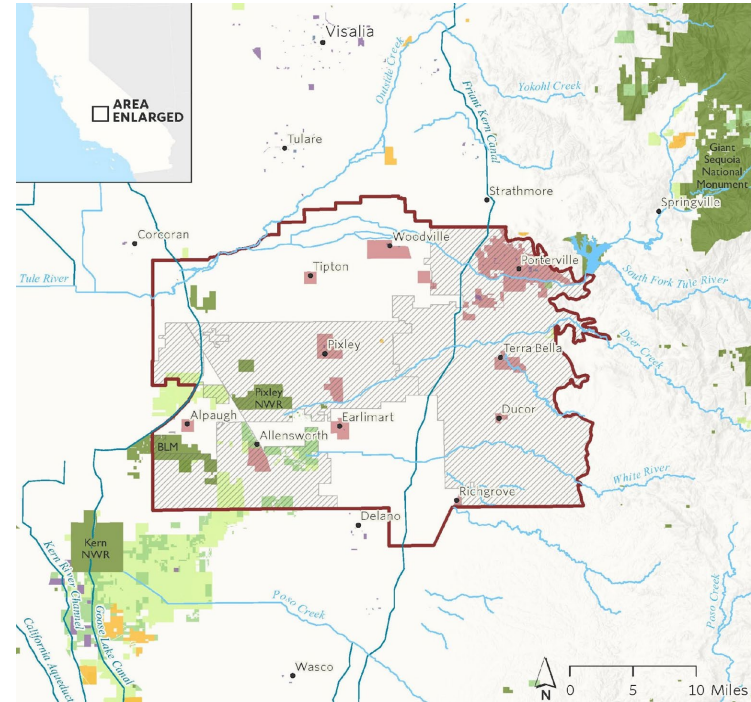 Visalia
AREA
ENLARGED
Outside Creek
Friant Kern Canal
Yokohl Creek
Tulare
Giant
Sequoia
National
Monument
Strathmore
Springville
Corcoran
Woodville
Porterville
Tipton
Tule River
South Fork Tule River
Deer Creek
Pixley
Terra Bella
Pixley
NWR
Alpaugh
Earlimart
Ducor
Allensworth
BLM
White River
Richgrove
Delano
Kern
NWR
Kern River Channel
Goose Lake Canal
California Aqueduct
Poso Creek
Poso Creek
Wasco
N
0 5 10 Miles